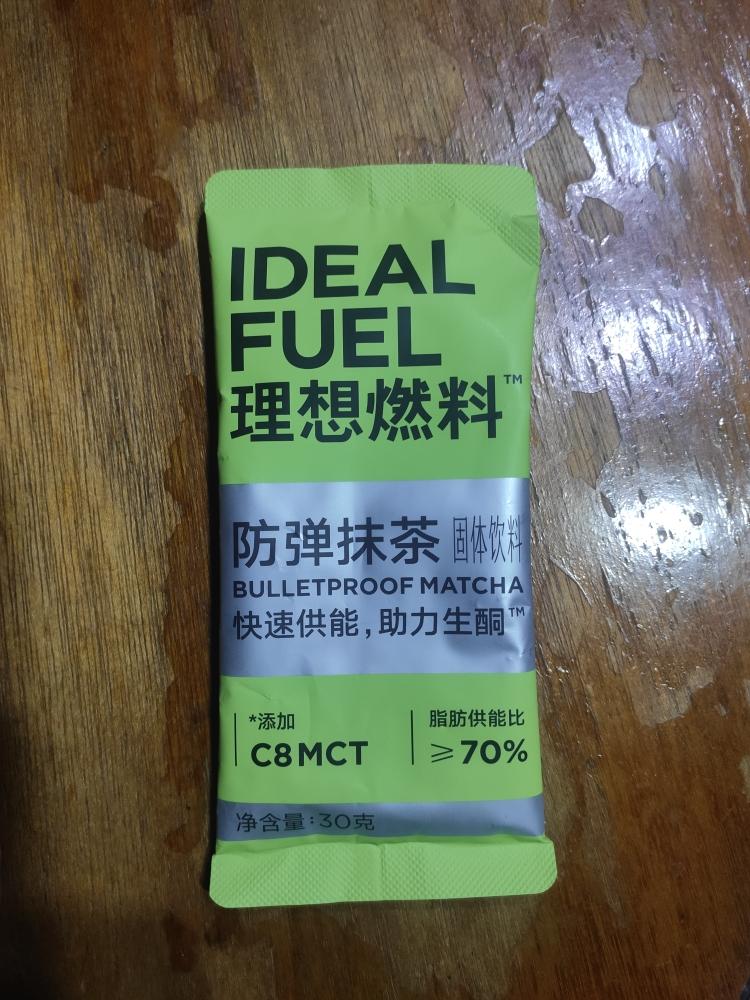 IDEAL
FUEL
理想燃料™
防弹抹茶 固体饮料
BULLETPROOF MATCHA
快速供能,助力生酮™
*添加
C8MCT
脂肪供能比
≥70%
净含量:30克